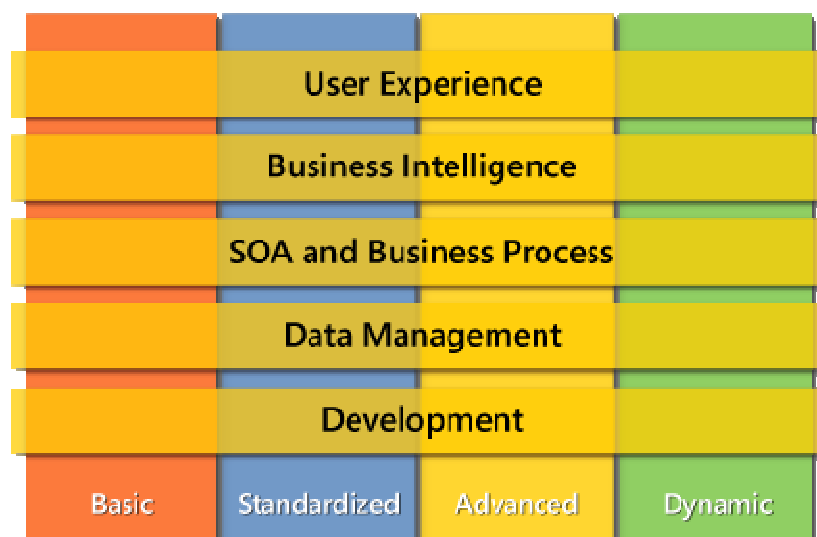 User Experience
Business Intelligence
SOA and Business Process
Data Management
Development
Basic Standardized Advanced Dynamic